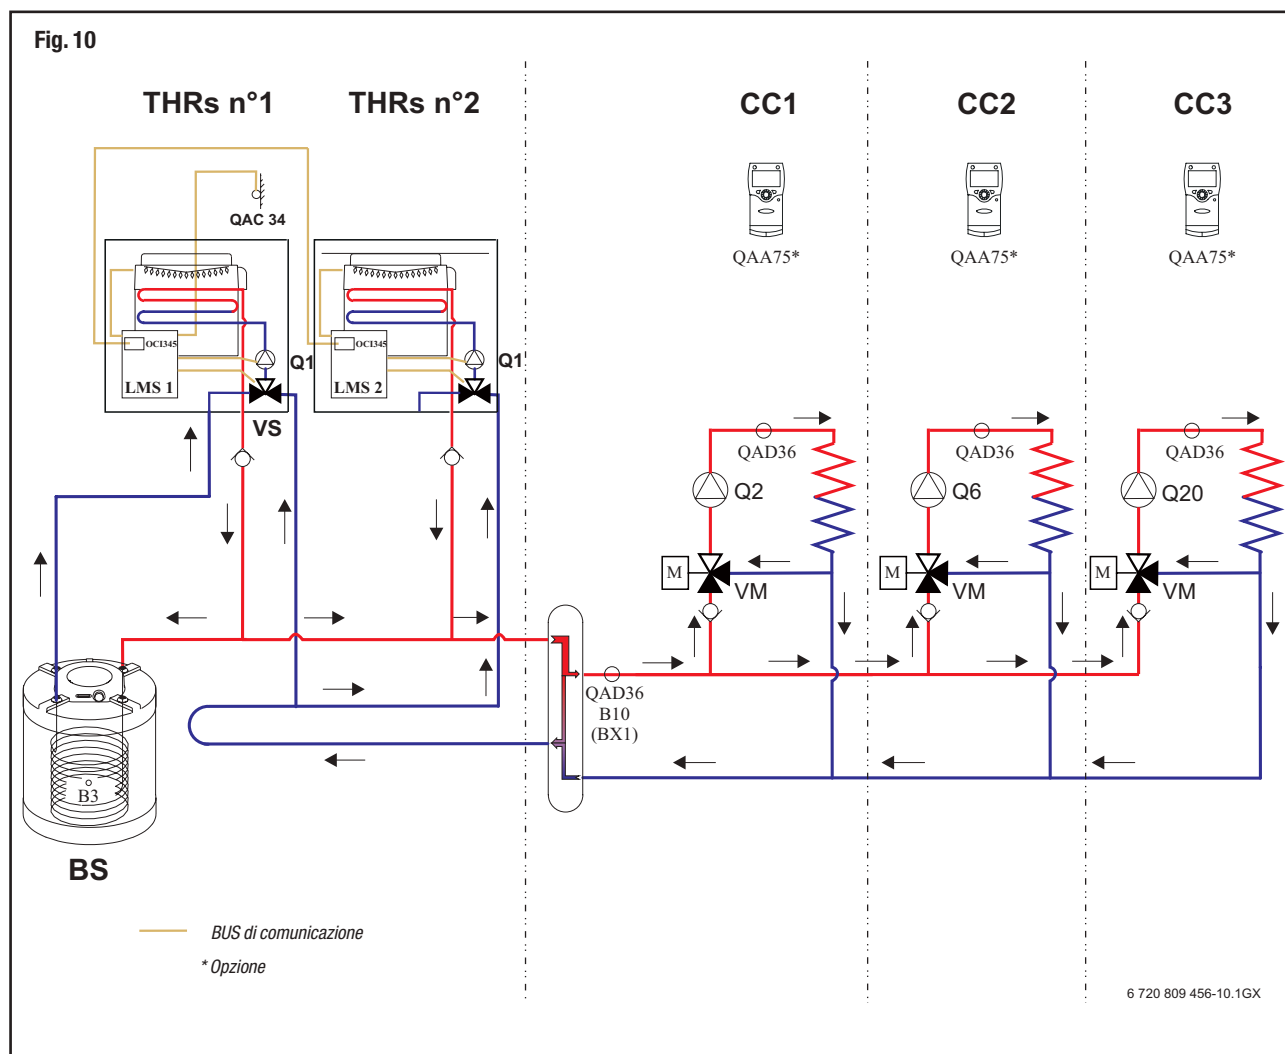 Fig. 10
THRs n°1
THRs n°2
CC1
CC2
CC3
QAC 34
QAA75*
QAA75*
QAA75*
OCI345
LMS 1
Q1
VS
OCI345
LMS 2
Q1
QAD36
QAD36
QAD36
Q2
Q6
Q20
M
VM
M
VM
M
VM
QAD36
B10
(BX1)
B3
BS
BUS di comunicazione
* Opzione
6 720 809 456-10.1GX